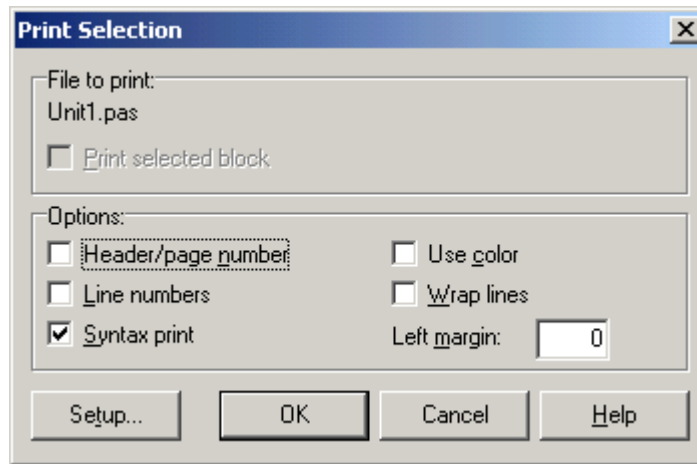 Print Selection
File to print:
Unit1.pas
Print selected block
Options:
Header/page number
Use color
Line numbers
Wrap lines
Syntax print
Left margin: 0
Setup... OK Cancel Help